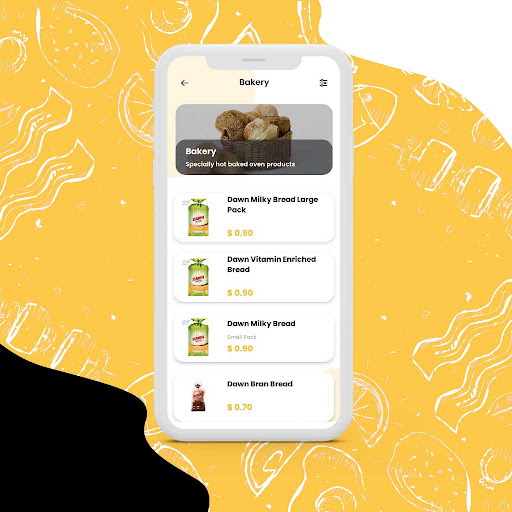 Bakery
Bakery
Specially hot baked oven products
Dawn Milky Bread Large
Pack
$ 0.90
Dawn Vitamin Enriched
Bread
$ 0.90
Dawn Milky Bread
Small Pack
$ 0.90
Dawn Bran Bread
$ 0.70